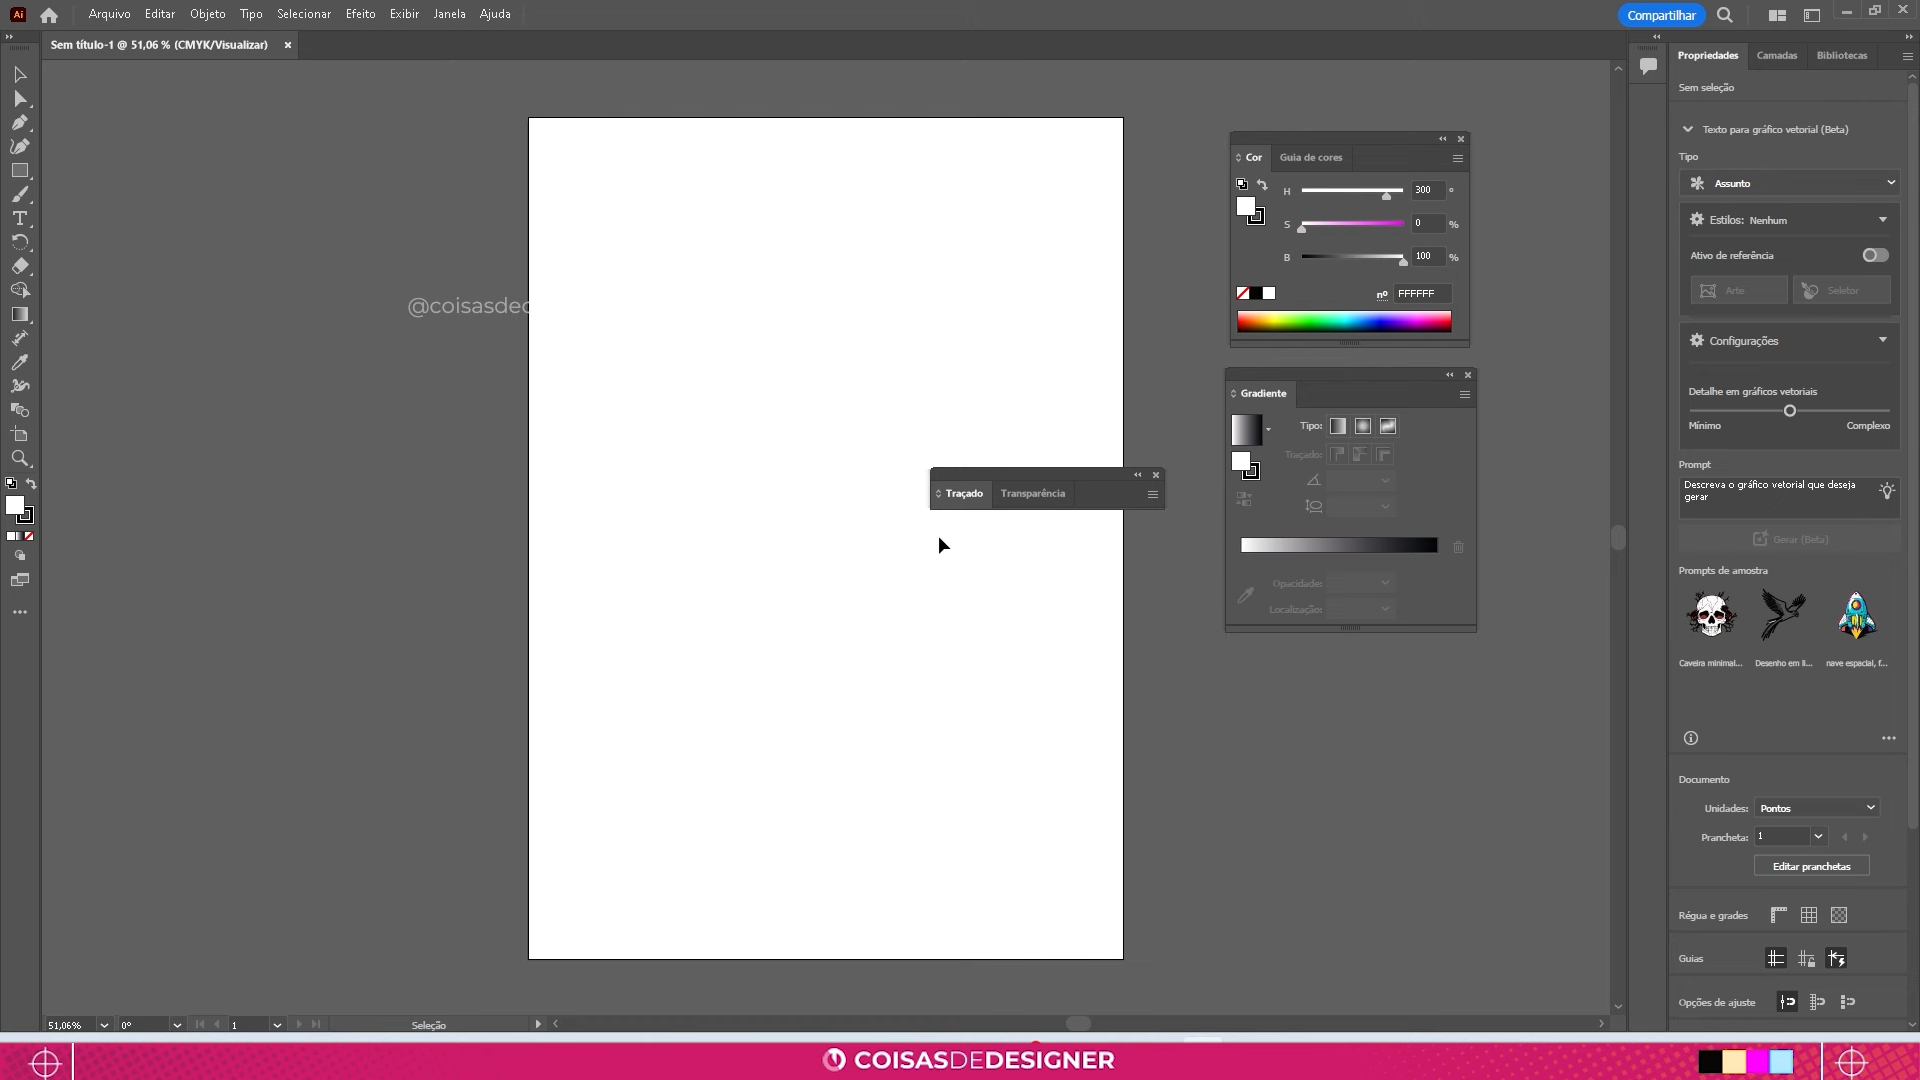 Arquivo Editar Objeto Tipo Selecionar Efeito Exibir Janela Ajuda
Compartilhar
Sem título-1 @ 51,06 % (CMYK/Visualizar)
@coisasdec
Cor Guia de cores
H 300 °
S 0 %
B 100 %
nº FFFFFF
Gradiente
Tipo:
Traçado:
Opacidade:
Localização:
Traçado Transparência
Propriedades Camadas Bibliotecas
Sem seleção
Texto para gráfico vetorial (Beta)
Tipo
Assunto
Estilos: Nenhum
Ativo de referência
Arte Seletor
Configurações
Detalhe em gráficos vetoriais
Mínimo Complexo
Prompt
Descreva o gráfico vetorial que deseja
gerar
Gerar (Beta)
Prompts de amostra
Caveira minimal... Desenho em li... nave espacial, f...
Documento
Unidades: Pontos
Prancheta: 1
Editar pranchetas
Régua e grades
Guias
Opções de ajuste
51,06% 0° 1 Seleção
COISASDEDESIGNER